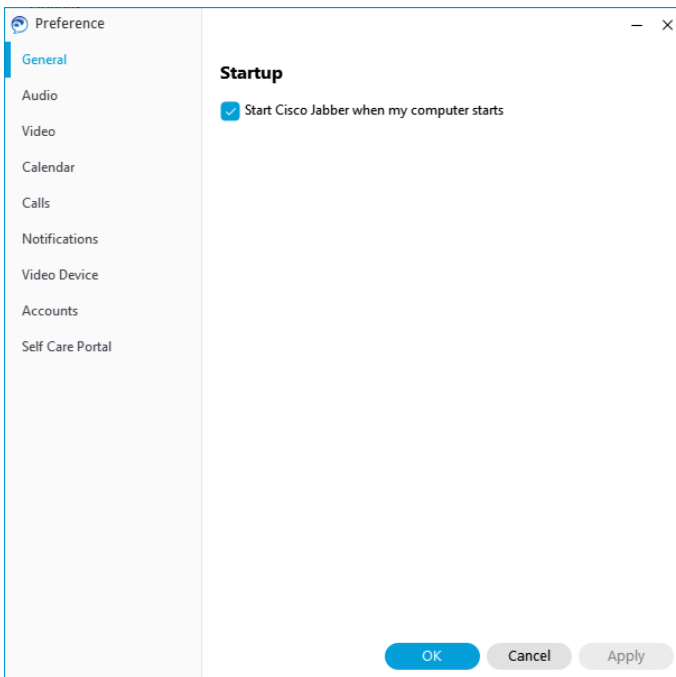 Preference
General
Audio
Video
Calendar
Calls
Notifications
Video Device
Accounts
Self Care Portal
Startup
Start Cisco Jabber when my computer starts
OK
Cancel
Apply